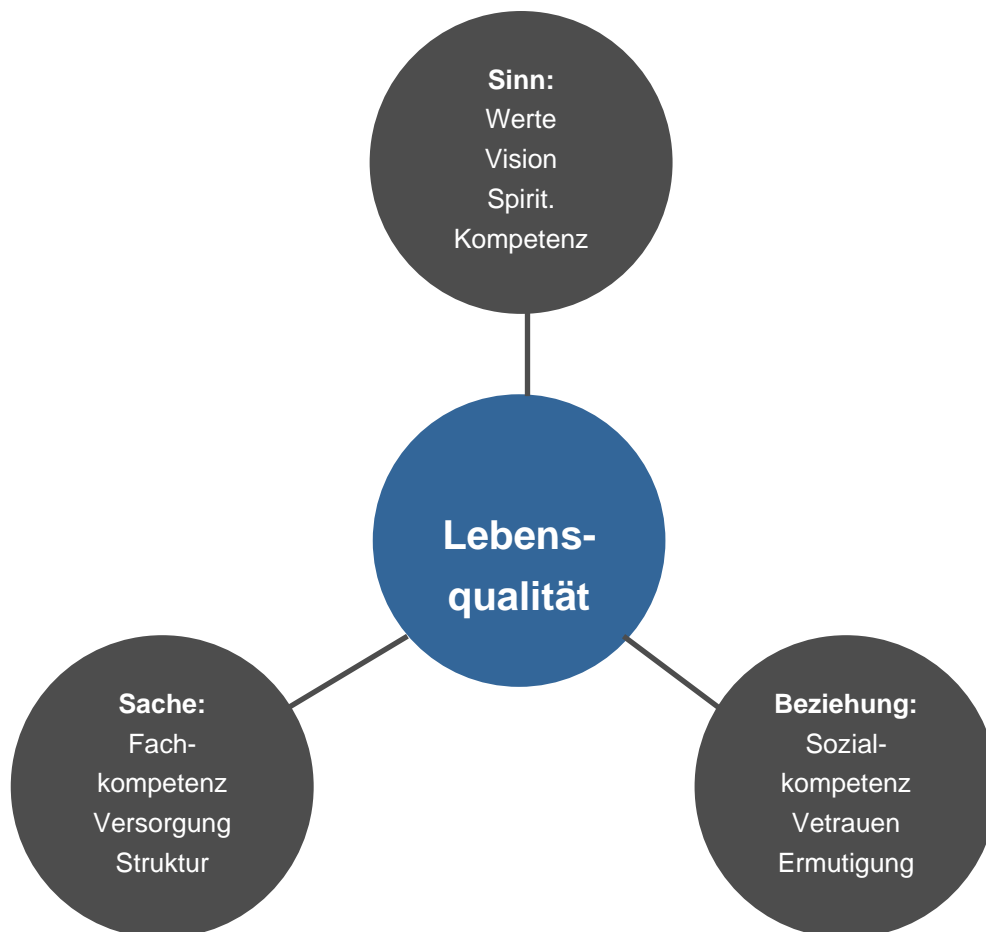 Sinn:
Werte
Vision
Spirit.
Kompetenz
Lebens-
qualität
Sache:
Fach-
kompetenz
Versorgung
Struktur
Beziehung:
Sozial-
kompetenz
Vetrauen
Ermutigung